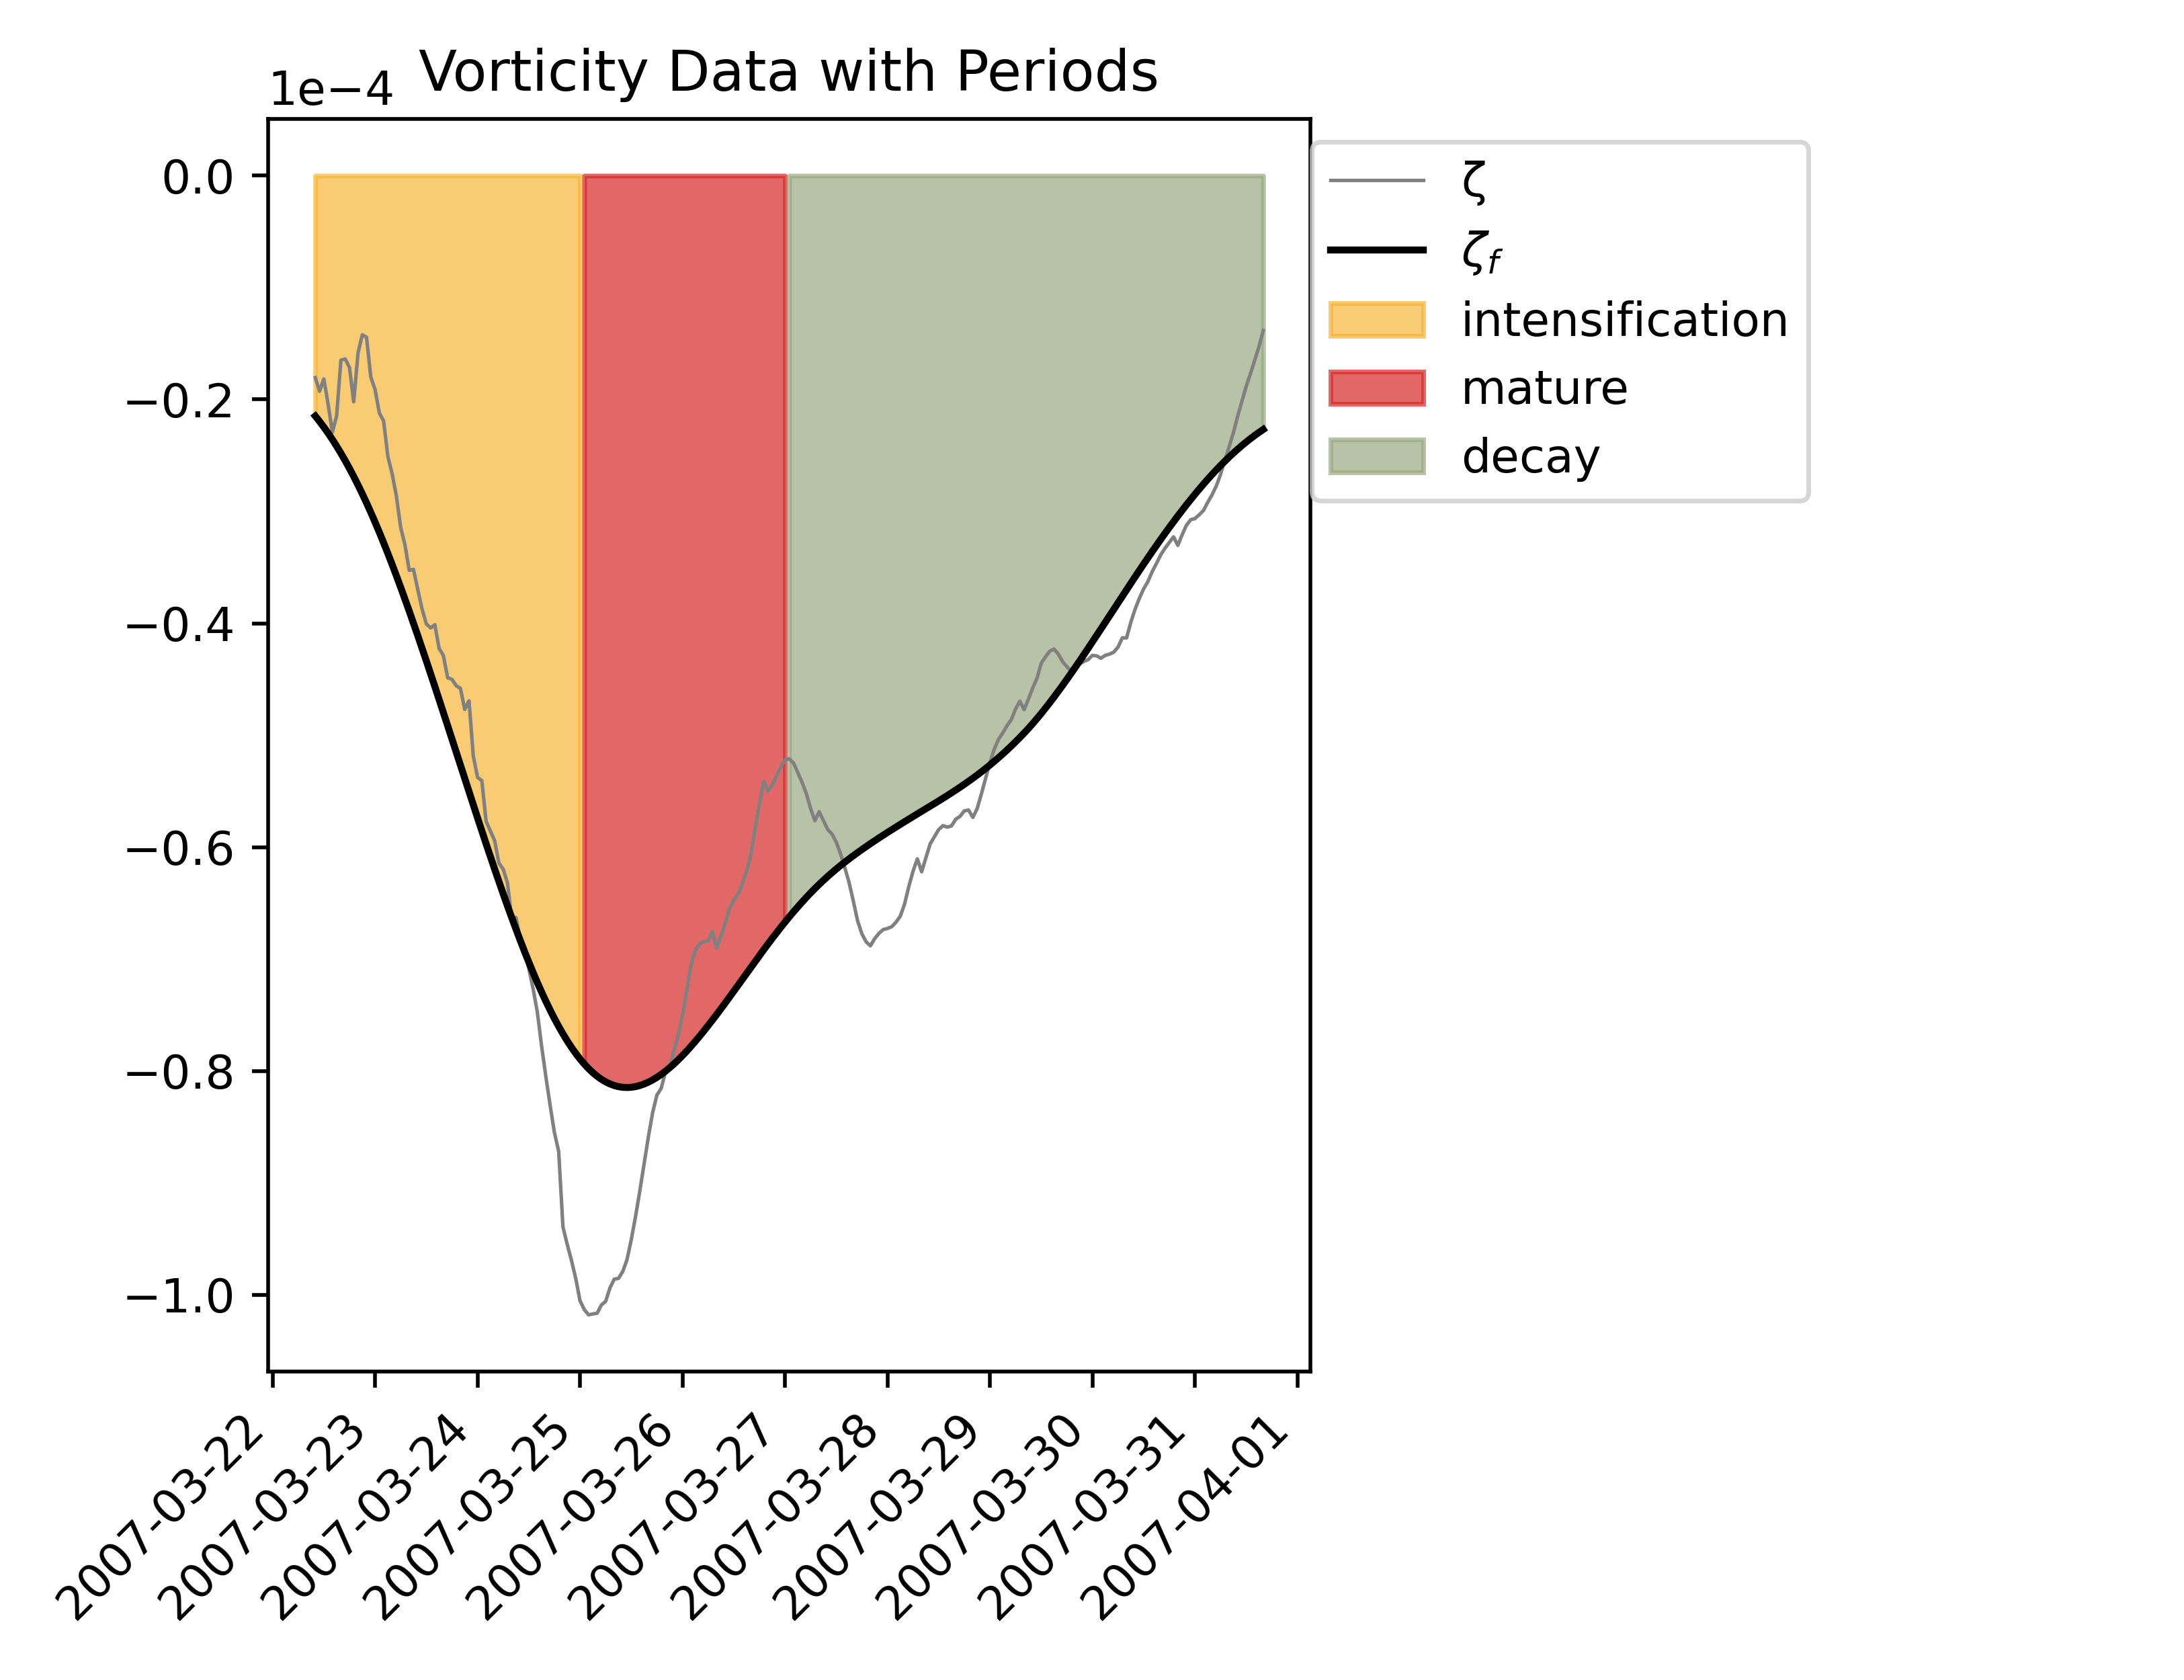 Vorticity Data with Periods
1e−4
0.0
−0.2
−0.4
−0.6
−0.8
−1.0
2007-03-22
2007-03-23
2007-03-24
2007-03-25
2007-03-26
2007-03-27
2007-03-28
2007-03-29
2007-03-30
2007-03-31
2007-04-01
ζ
ζf
intensification
mature
decay